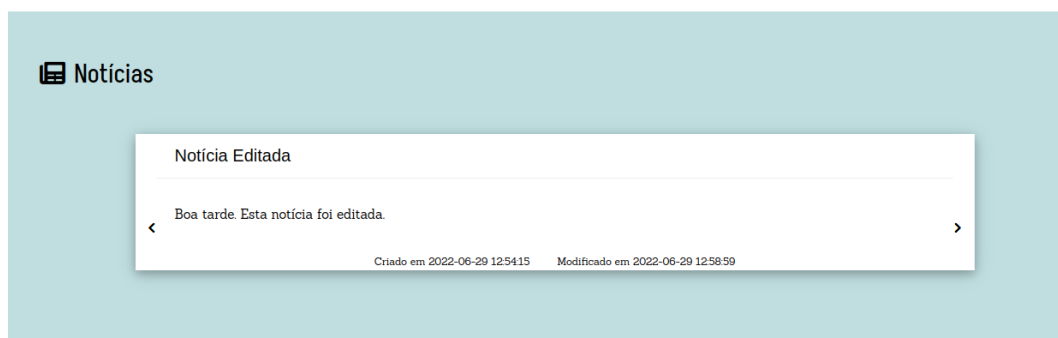 Notícias
Notícia Editada
Boa tarde. Esta notícia foi editada.
Criado em 2022-06-29 12:54:15 Modificado em 2022-06-29 12:58:59